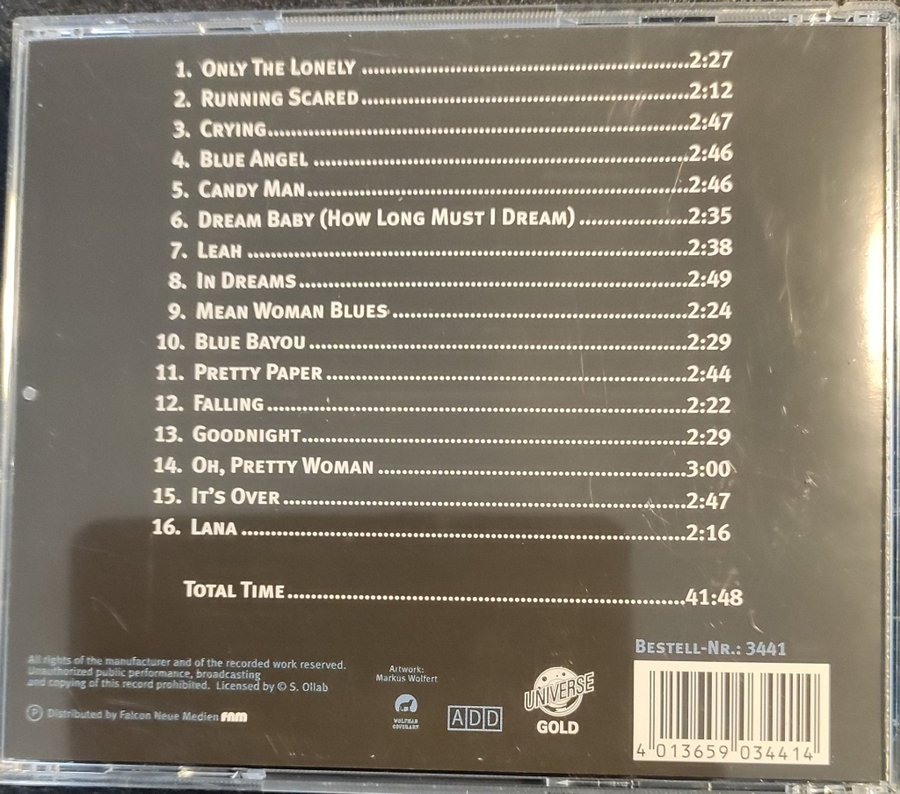 1. Only The Lonely ........ 2:27
2. Running Scared ........ 2:12
3. Crying ........ 2:47
4. Blue Angel ........ 2:46
5. Candy Man ........ 2:46
6. Dream Baby (How Long Must I Dream) ........ 2:35
7. Leah ........ 2:38
8. In Dreams ........ 2:49
9. Mean Woman Blues ........ 2:24
10. Blue Bayou ........ 2:29
11. Pretty Paper ........ 2:44
12. Falling ........ 2:22
13. Goodnight ........ 2:29
14. Oh, Pretty Woman ........ 3:00
15. It's Over ........ 2:47
16. Lana ........ 2:16
Total Time ........ 41:48
Bestell-Nr.: 3441
All rights of the manufacturer and of the recorded work reserved.
Unauthorized public performance, broadcasting
and copying of this record prohibited. Licensed by © S. Ollab
℗ Distributed by Falcon Neue Medien fnm
Artwork:
Markus Wolfert
ADD
UNIVERSE
GOLD
4 013659 034414